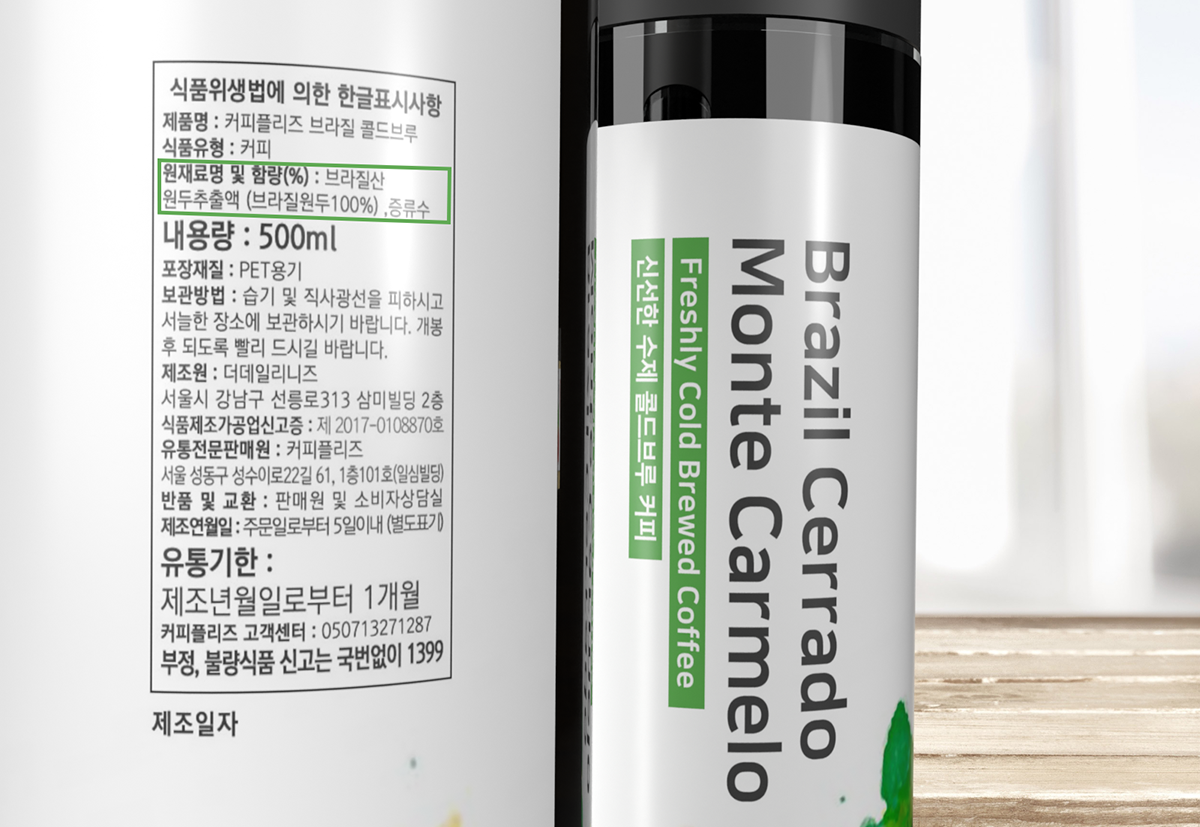 식품위생법에 의한 한글표시사항
제품명 : 커피플리즈 브라질 콜드브루
식품유형 : 커피
원재료명 및 함량(%) : 브라질산
원두추출액 (브라질원두100%) ,증류수
내용량 : 500ml
포장재질 : PET용기
보관방법 : 습기 및 직사광선을 피하시고
서늘한 장소에 보관하시기 바랍니다. 개봉
후 되도록 빨리 드시길 바랍니다.
제조원 : 더데일리니즈
서울시 강남구 선릉로313 삼미빌딩 2층
식품제조가공업신고증 : 제 2017-0108870호
유통전문판매원 : 커피플리즈
서울 성동구 성수이로22길 61, 1층101호(일심빌딩)
반품 및 교환 : 판매원 및 소비자상담실
제조연월일 : 주문일로부터 5일이내 (별도표기)
유통기한 :
제조년월일로부터 1개월
커피플리즈 고객센터 : 050713271287
부정, 불량식품 신고는 국번없이 1399
제조일자
Brazil Cerrado
Monte Carmelo
Freshly Cold Brewed Coffee
신선한 수제 콜드브루 커피